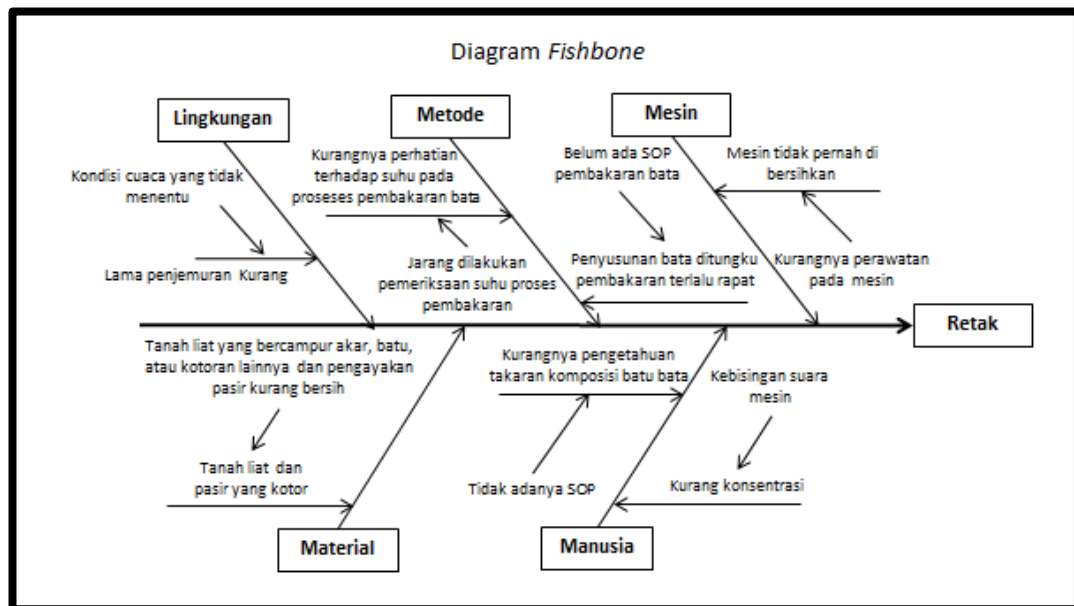 Diagram Fishbone
Lingkungan
Metode
Mesin
Kondisi cuaca yang tidak
menentu
Lama penjemuran Kurang
Kurangnya perhatian
terhadap suhu pada
proseses pembakaran bata
Jarang dilakukan
pemeriksaan suhu proses
pembakaran
Belum ada SOP
pembakaran bata
Penyusunan bata ditungku
pembakaran terlalu rapat
Mesin tidak pernah di
bersihkan
Kurangnya perawatan
pada mesin
Retak
Tanah liat yang bercampur akar, batu,
atau kotoran lainnya dan pengayakan
pasir kurang bersih
Tanah liat dan
pasir yang kotor
Kurangnya pengetahuan
takaran komposisi batu bata
Tidak adanya SOP
Kebisingan suara
mesin
Kurang konsentrasi
Material
Manusia